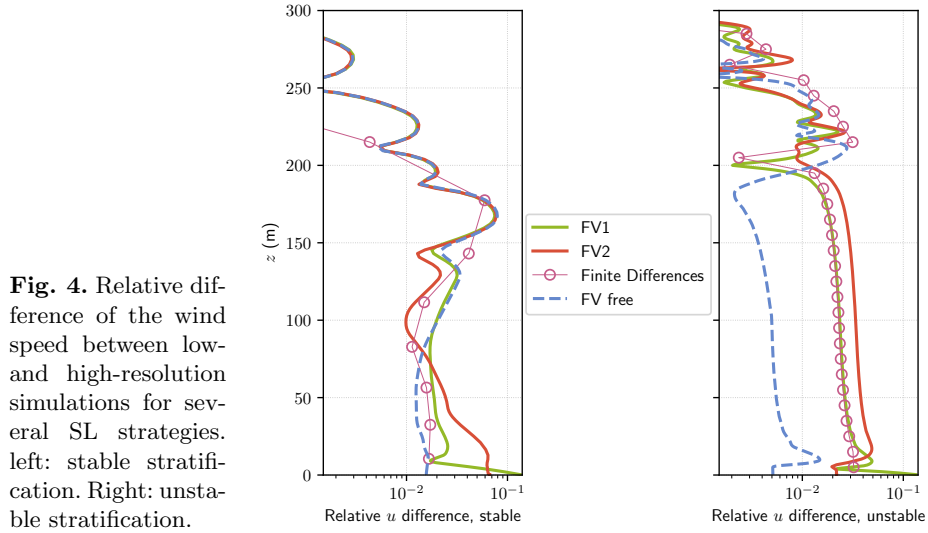 Fig. 4. Relative dif-
ference of the wind
speed between low-
and high-resolution
simulations for sev-
eral SL strategies.
left: stable stratifi-
cation. Right: unsta-
ble stratification.
300
250
200
150
100
50
0
z (m)
10⁻²
10⁻¹
Relative u difference, stable
FV1
FV2
Finite Differences
FV free
10⁻²
10⁻¹
Relative u difference, unstable